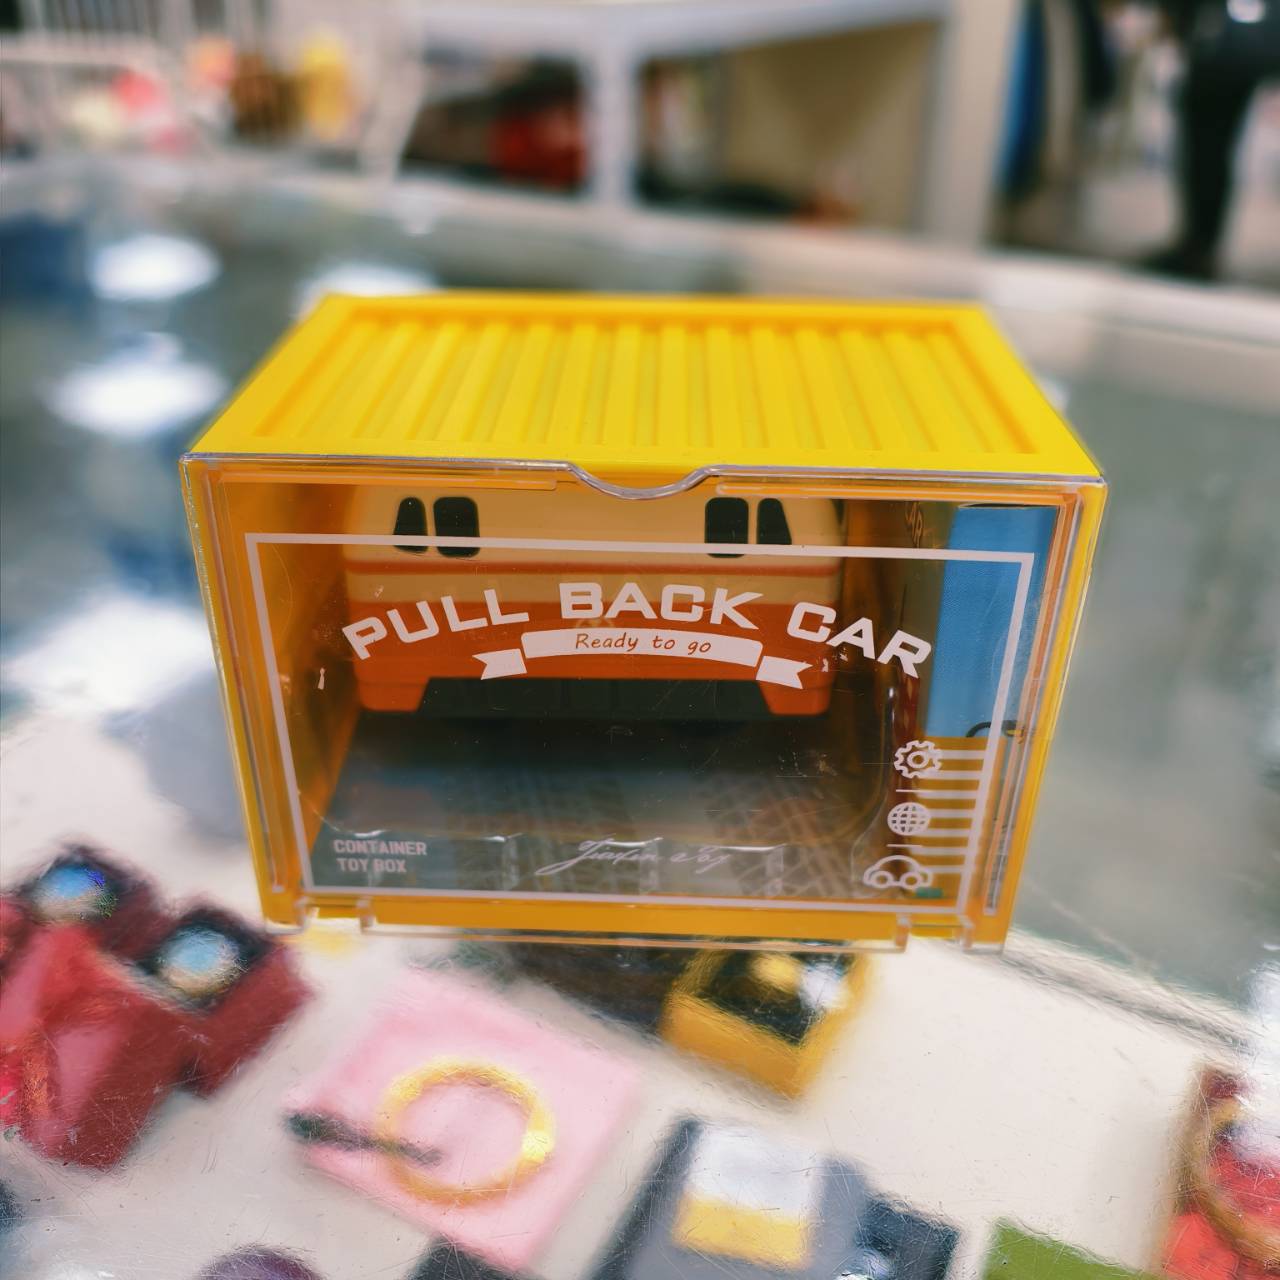 PULL BACK CAR
Ready to go
CONTAINER
TOY BOX